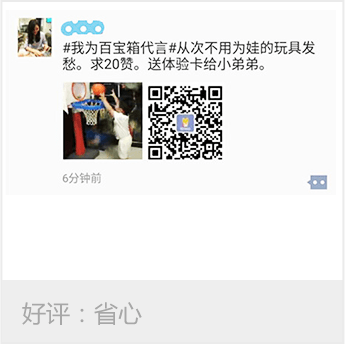 #我为百宝箱代言#从次不用为娃的玩具发
愁。求20赞。送体验卡给小弟弟。
6分钟前
好评：省心